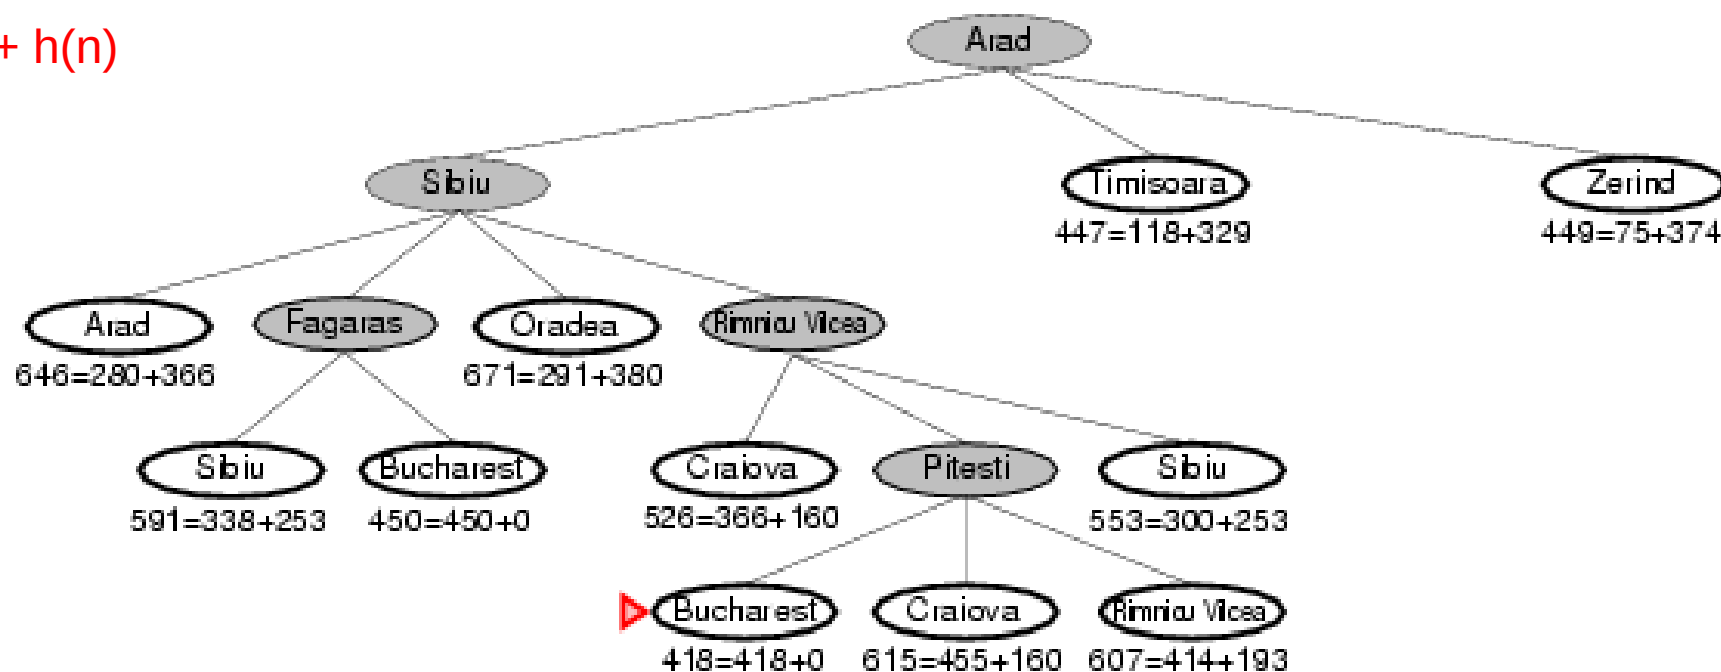 + h(n)
Arad
Sibiu
Timisoara
Zerind
447=118+329
449=75+374
Arad
Fagaras
Oradea
Rimnicu Vilcea
646=280+366
671=291+380
Sibiu
Bucharest
Craiova
Pitesti
Sibiu
591=338+253
450=450+0
526=366+160
553=300+253
Bucharest
Craiova
Rimnicu Vilcea
418=418+0
615=455+160
607=414+193